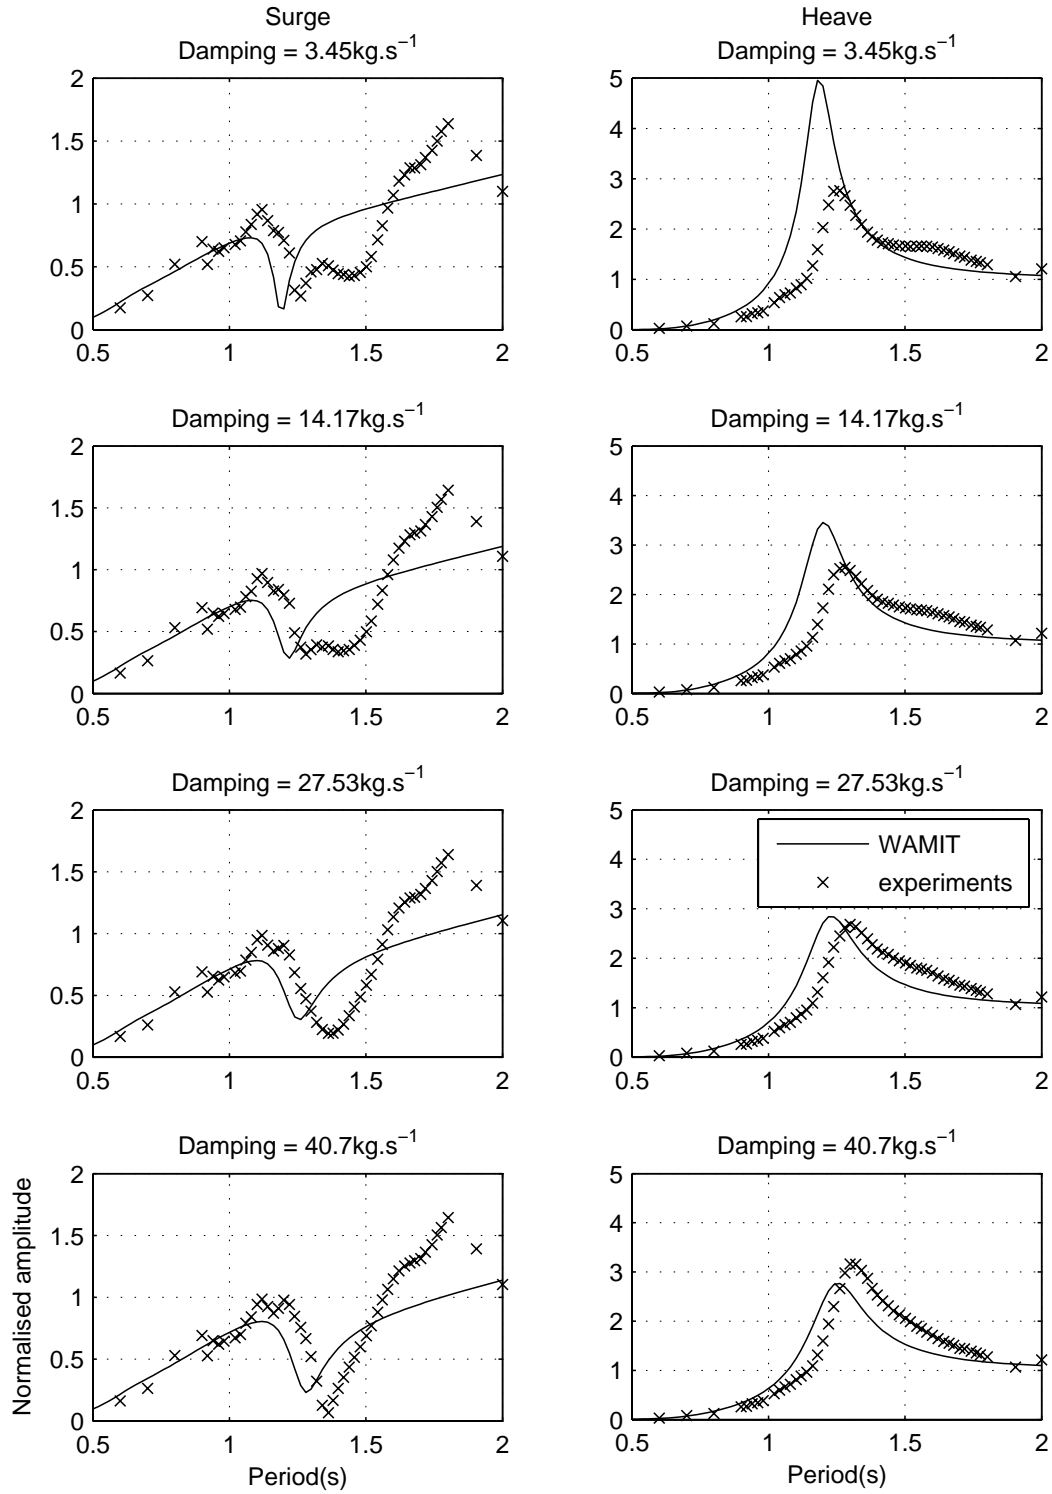 Surge
Damping = 3.45kg.s⁻¹
2
1.5
1
0.5
0
0.5 1 1.5 2
Heave
Damping = 3.45kg.s⁻¹
5
4
3
2
1
0
0.5 1 1.5 2
Damping = 14.17kg.s⁻¹
2
1.5
1
0.5
0
0.5 1 1.5 2
Damping = 14.17kg.s⁻¹
5
4
3
2
1
0
0.5 1 1.5 2
Damping = 27.53kg.s⁻¹
2
1.5
1
0.5
0
0.5 1 1.5 2
Damping = 27.53kg.s⁻¹
5
4
3
2
1
0
0.5 1 1.5 2
WAMIT
experiments
Damping = 40.7kg.s⁻¹
2
1.5
1
0.5
0
0.5 1 1.5 2
Normalised amplitude
Period(s)
Damping = 40.7kg.s⁻¹
5
4
3
2
1
0
0.5 1 1.5 2
Period(s)